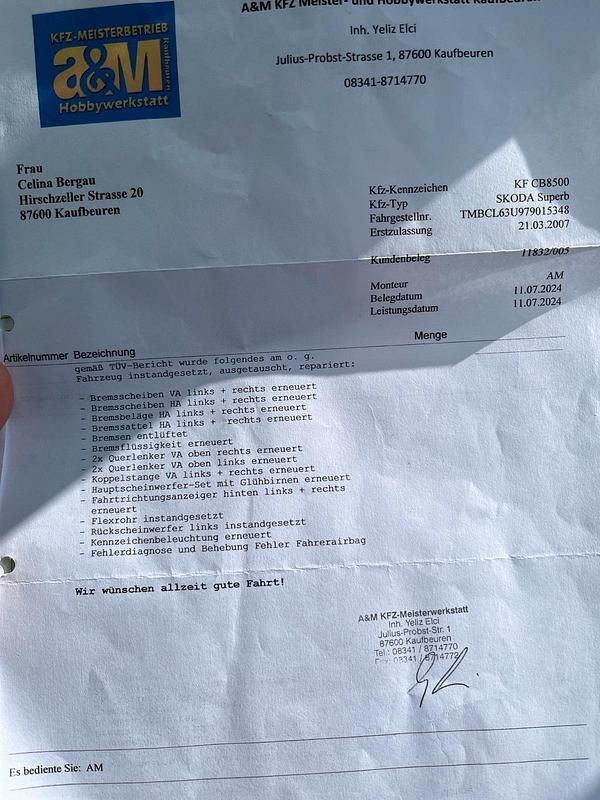 KFZ-MEISTERBETRIEB
a&M
Kaufbeuren
Hobbywerkstatt
A&M KFZ Meister- und Hobbywerkstatt Kaufbeuren
Inh. Yeliz Elci
Julius-Probst-Strasse 1, 87600 Kaufbeuren
08341-8714770
Frau
Celina Bergau
Hirschzeller Strasse 20
87600 Kaufbeuren
Kfz-Kennzeichen KF CB8500
Kfz-Typ SKODA Superb
Fahrgestellnr. TMBCL63U979015348
Erstzulassung 21.03.2007
Kundenbeleg 11832/005
Monteur AM
Belegdatum 11.07.2024
Leistungsdatum 11.07.2024
Artikelnummer Bezeichnung Menge
gemäß TÜV-Bericht wurde folgendes am o. g.
Fahrzeug instandgesetzt, ausgetauscht, repariert:
- Bremsscheiben VA links + rechts erneuert
- Bremsscheiben HA links + rechts erneuert
- Bremsbeläge HA links + rechts erneuert
- Bremssattel HA links + rechts erneuert
- Bremsen entlüftet
- Bremsflüssigkeit erneuert
- 2x Querlenker VA oben rechts erneuert
- 2x Querlenker VA oben links erneuert
- Koppelstange VA links + rechts erneuert
- Hauptscheinwerfer-Set mit Glühbirnen erneuert
- Fahrtrichtungsanzeiger hinten links + rechts
erneuert
- Flexrohr instandgesetzt
- Rückscheinwerfer links instandgesetzt
- Kennzeichenbeleuchtung erneuert
- Fehlerdiagnose und Behebung Fehler Fahrerairbag
Wir wünschen allzeit gute Fahrt!
A&M KFZ-Meisterwerkstatt
Inh. Yeliz Elci
Julius-Probst-Str. 1
87600 Kaufbeuren
Tel.: 08341 / 8714770
Fax: 08341 / 8714772
Es bediente Sie: AM